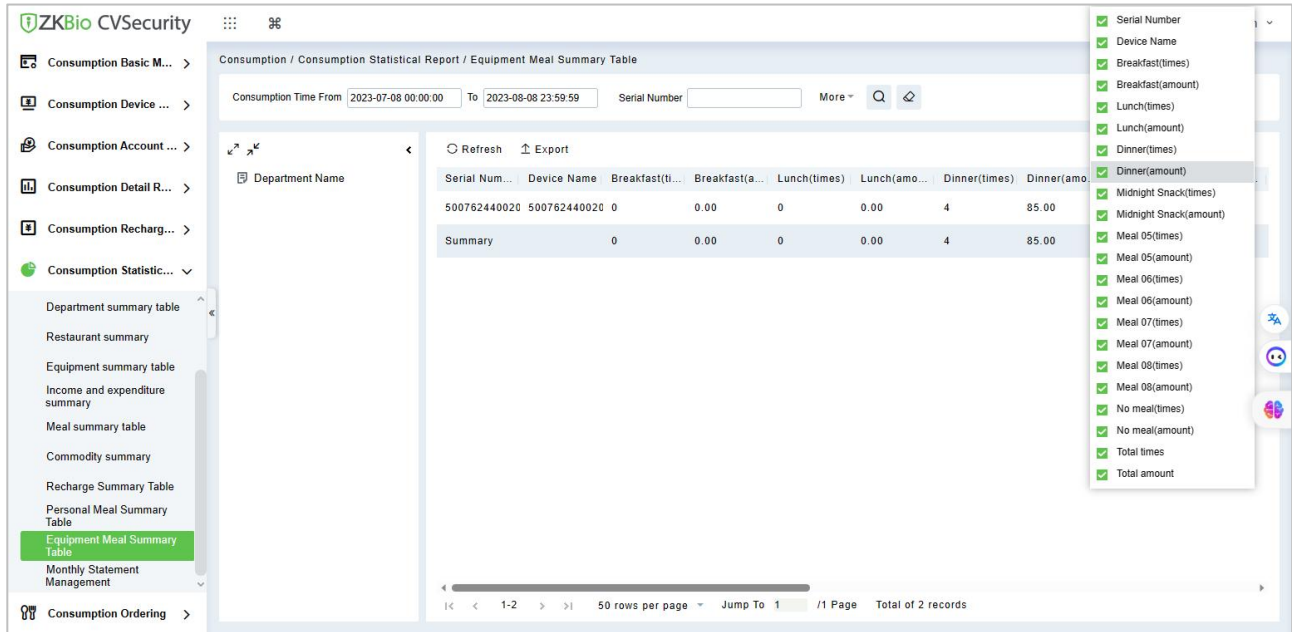 ZKBio CVSecurity
Consumption Basic M...
Consumption Device ...
Consumption Account ...
Consumption Detail R...
Consumption Recharg...
Consumption Statistic...
Department summary table
Restaurant summary
Equipment summary table
Income and expenditure
summary
Meal summary table
Commodity summary
Recharge Summary Table
Personal Meal Summary
Table
Equipment Meal Summary
Table
Monthly Statement
Management
Consumption Ordering
Consumption / Consumption Statistical Report / Equipment Meal Summary Table
Consumption Time From 2023-07-08 00:00:00 To 2023-08-08 23:59:59 Serial Number More
Department Name
Refresh Export
Serial Num... Device Name Breakfast(ti... Breakfast(a... Lunch(times) Lunch(amo... Dinner(times) Dinner(amo
500762440020 500762440020 0 0.00 0 0.00 4 85.00
Summary 0 0.00 0 0.00 4 85.00
1-2 50 rows per page Jump To 1 /1 Page Total of 2 records
Serial Number
Device Name
Breakfast(times)
Breakfast(amount)
Lunch(times)
Lunch(amount)
Dinner(times)
Dinner(amount)
Midnight Snack(times)
Midnight Snack(amount)
Meal 05(times)
Meal 05(amount)
Meal 06(times)
Meal 06(amount)
Meal 07(times)
Meal 07(amount)
Meal 08(times)
Meal 08(amount)
No meal(times)
No meal(amount)
Total times
Total amount